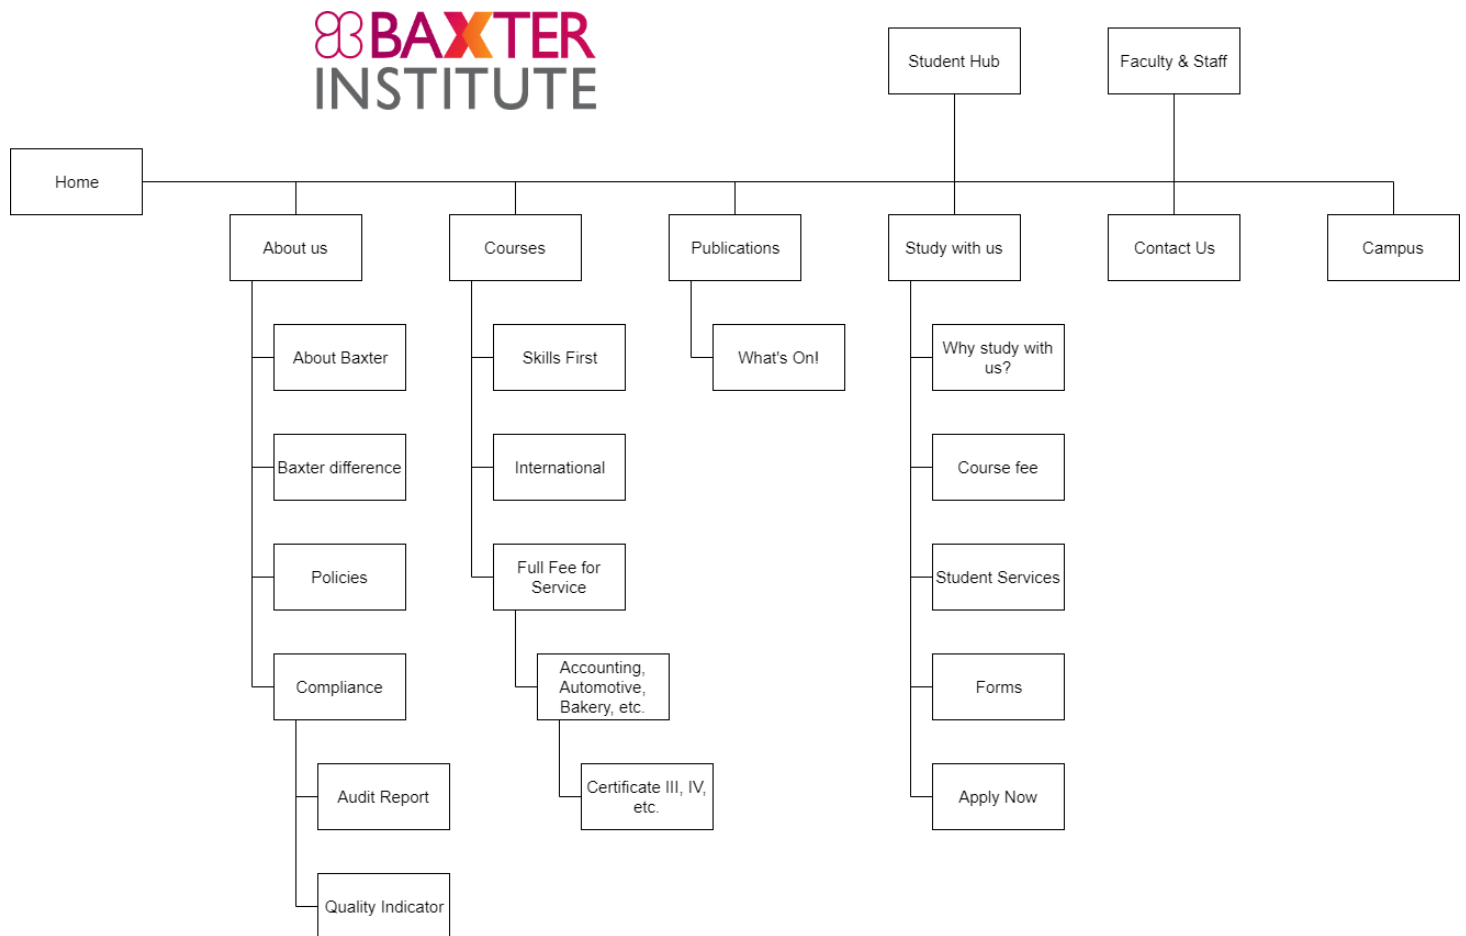 BAXTER
INSTITUTE
Student Hub
Faculty & Staff
Home
About us
Courses
Publications
Study with us
Contact Us
Campus
About Baxter
Skills First
What's On!
Why study with
us?
Baxter difference
International
Course fee
Policies
Full Fee for
Service
Student Services
Compliance
Accounting,
Automotive,
Bakery, etc.
Forms
Audit Report
Certificate III, IV,
etc.
Apply Now
Quality Indicator